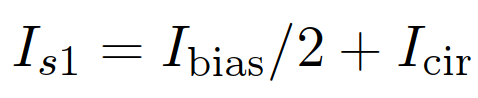 I_{s1} = I_{bias}/2 + I_{cir}